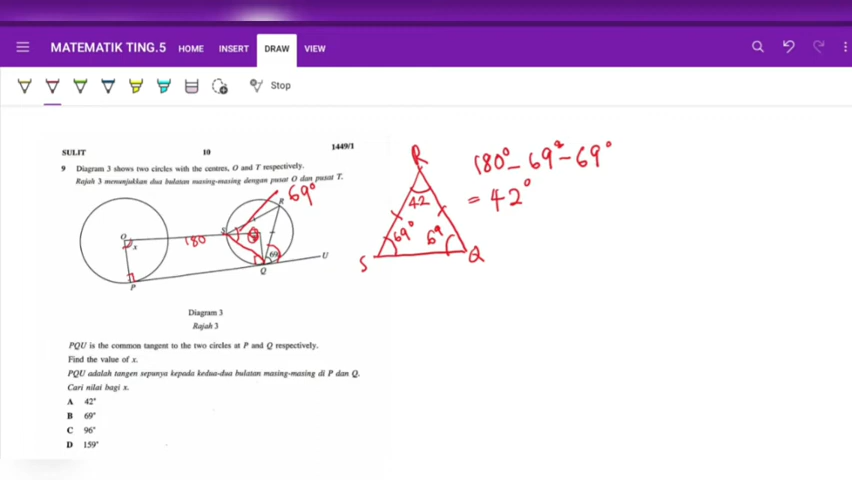 MATEMATIK TING.5 HOME INSERT DRAW VIEW
Stop
SULIT 10 1449/1
9 Diagram 3 shows two circles with the centres, O and T respectively.
Rajah 3 menunjukkan dua bulatan masing-masing dengan pusat O dan pusat T.
69°
R
O
x
180
S
69
U
P
Q
Diagram 3
Rajah 3
PQU is the common tangent to the two circles at P and Q respectively.
Find the value of x.
PQU adalah tangen sepunya kepada kedua-dua bulatan masing-masing di P dan Q.
Cari nilai bagi x.
A 42°
B 69°
C 96°
D 159°
R
42
69°
69
S
Q
180° - 69° - 69°
= 42°